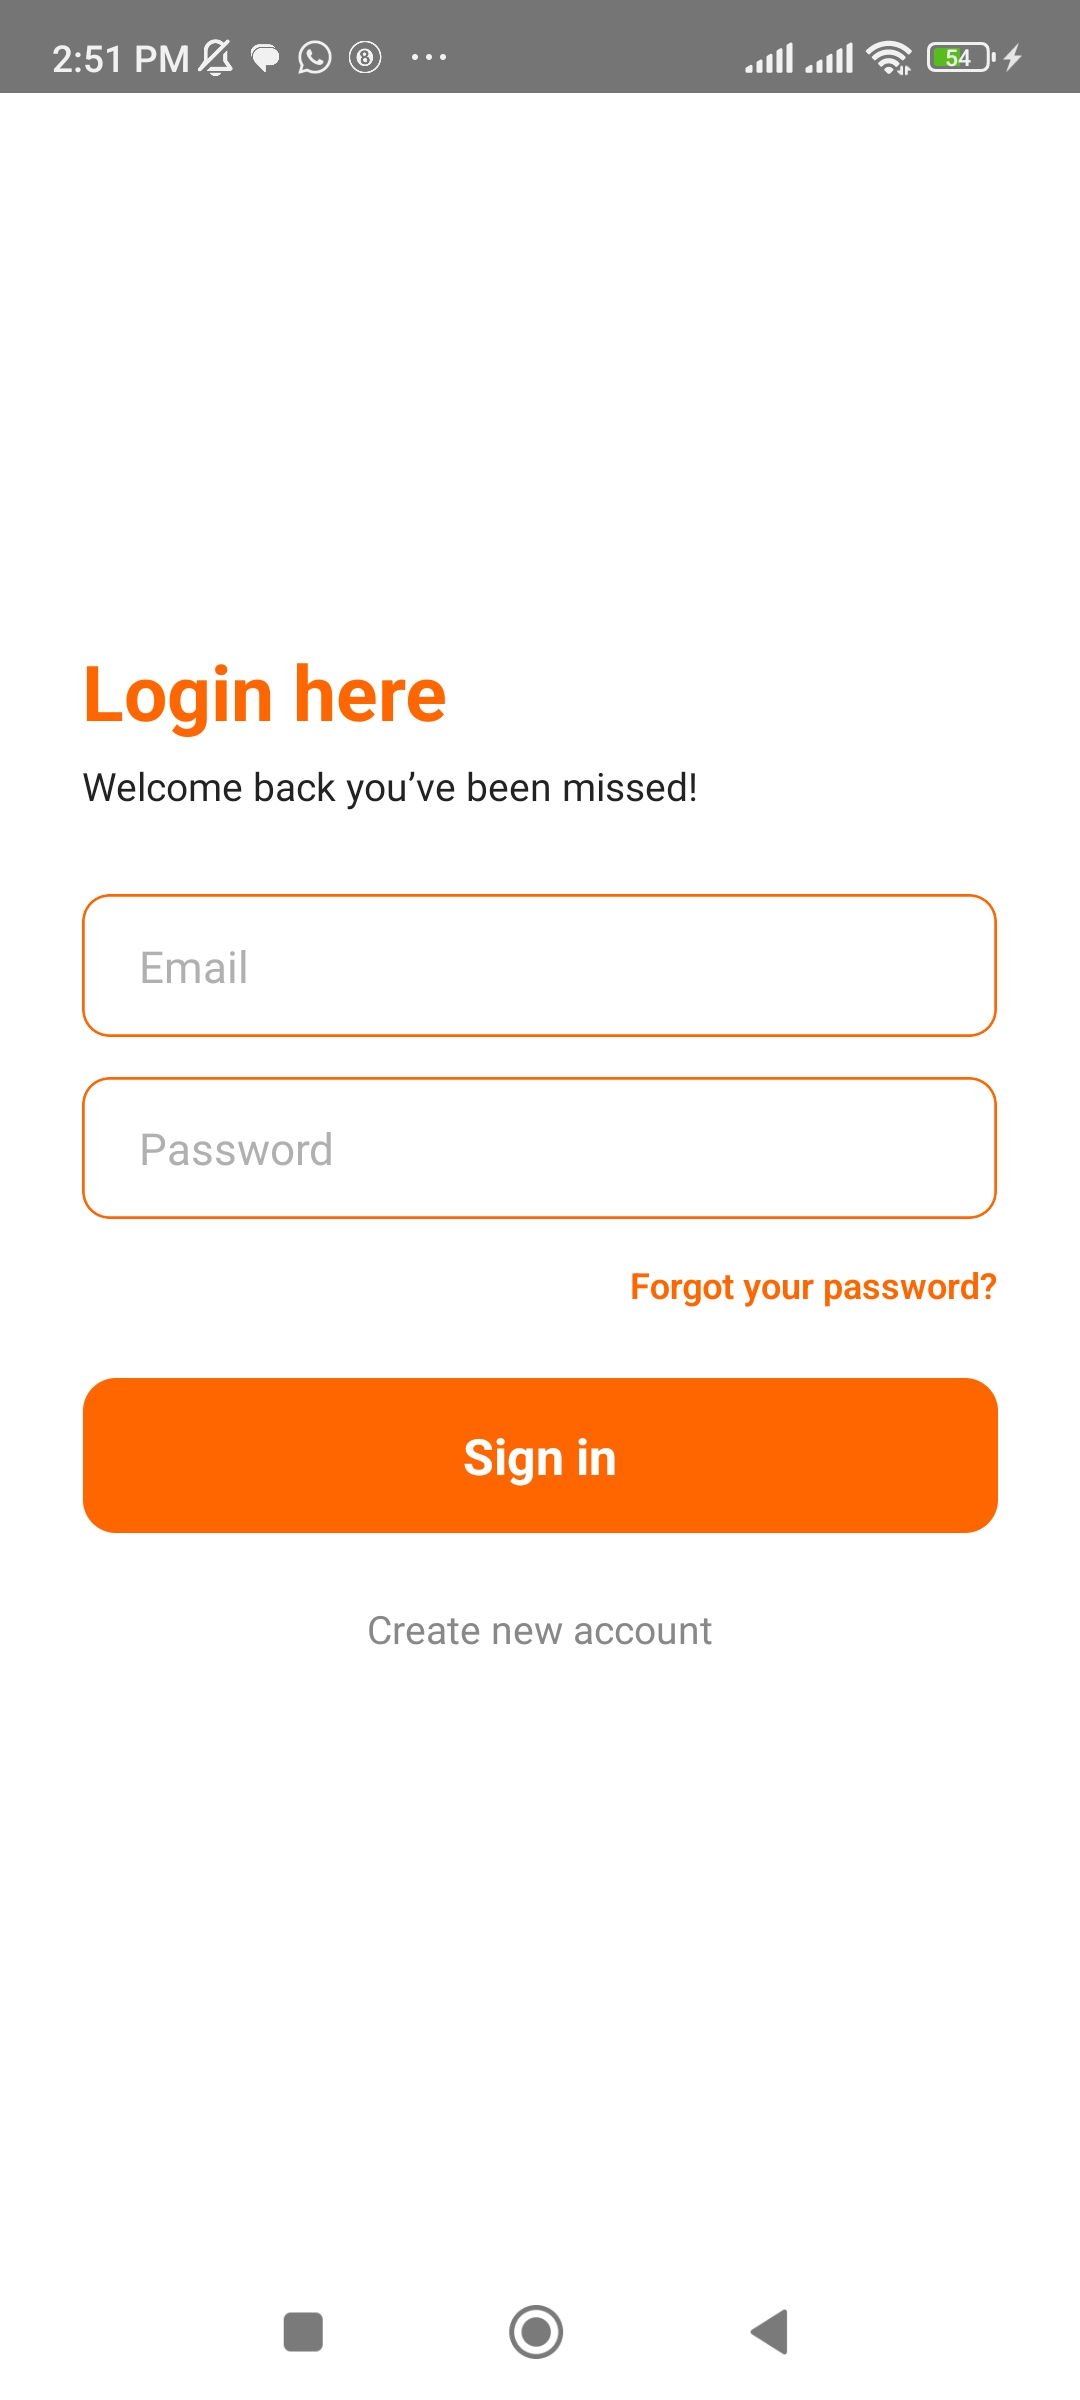 2:51 PM
54
Login here
Welcome back you’ve been missed!
Email
Password
Forgot your password?
Sign in
Create new account